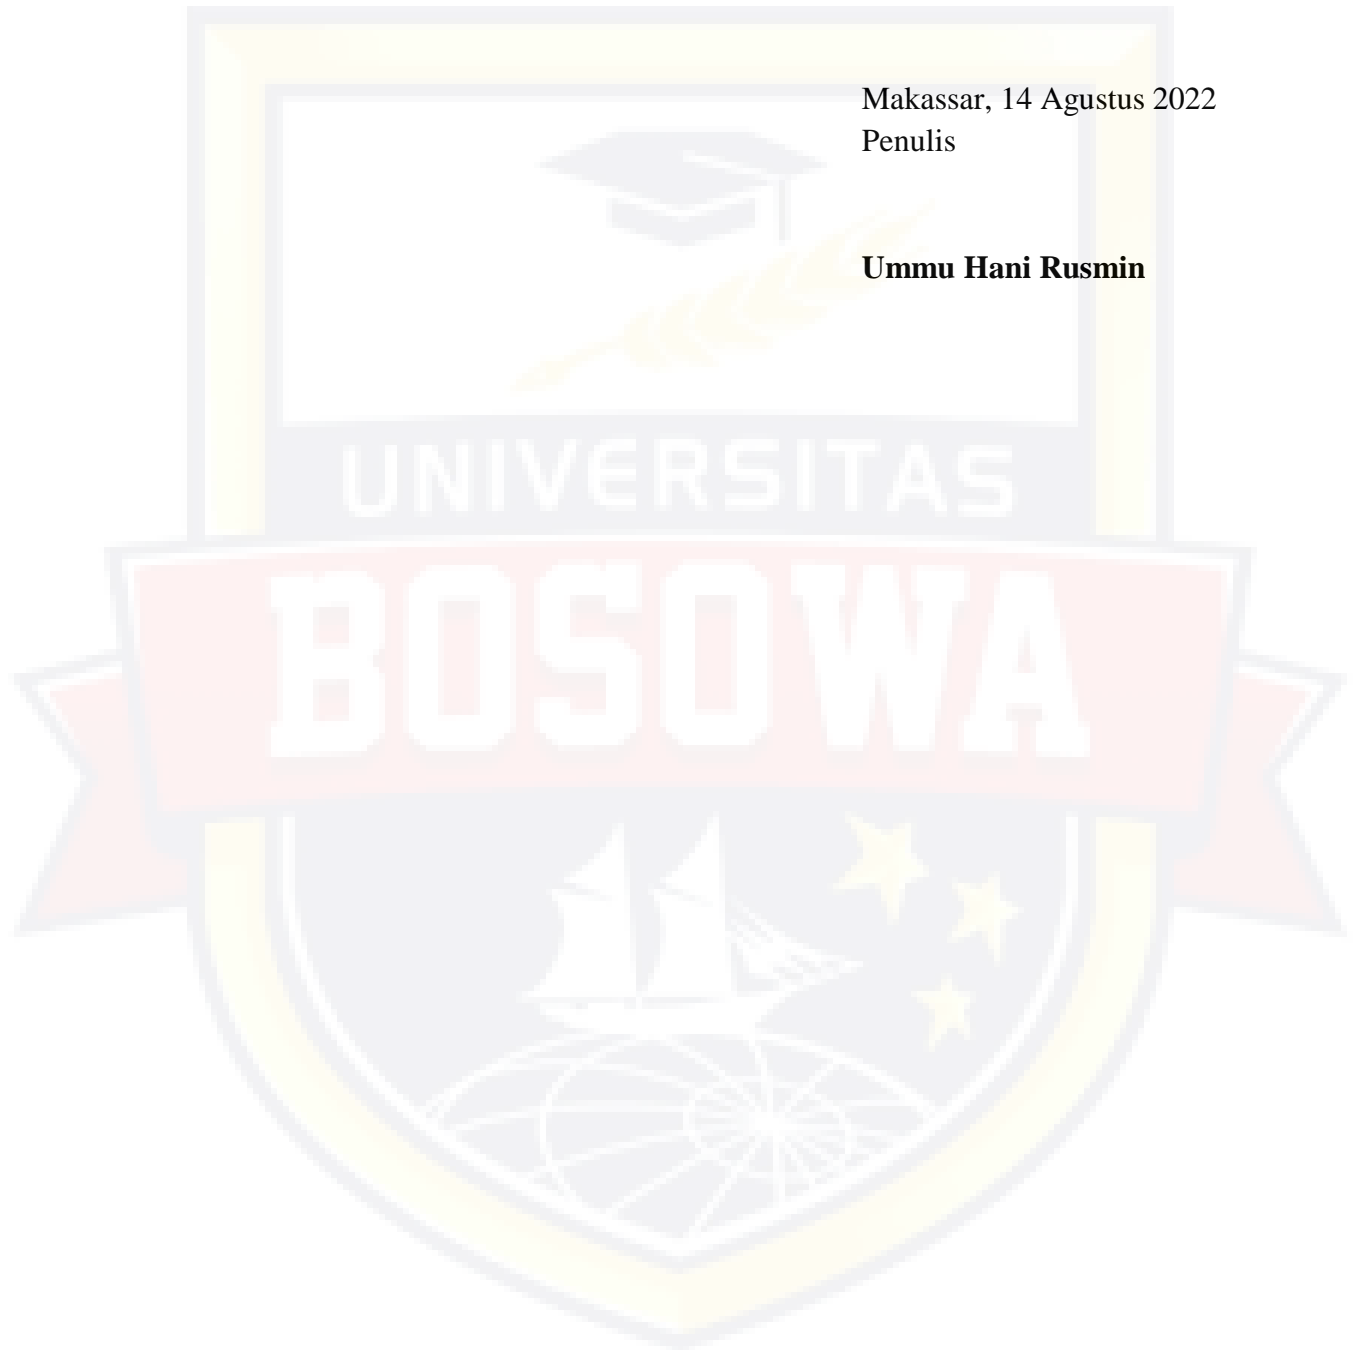 Makassar, 14 Agustus 2022
Penulis
Ummu Hani Rusmin
UNIVERSITAS
BOSOWA